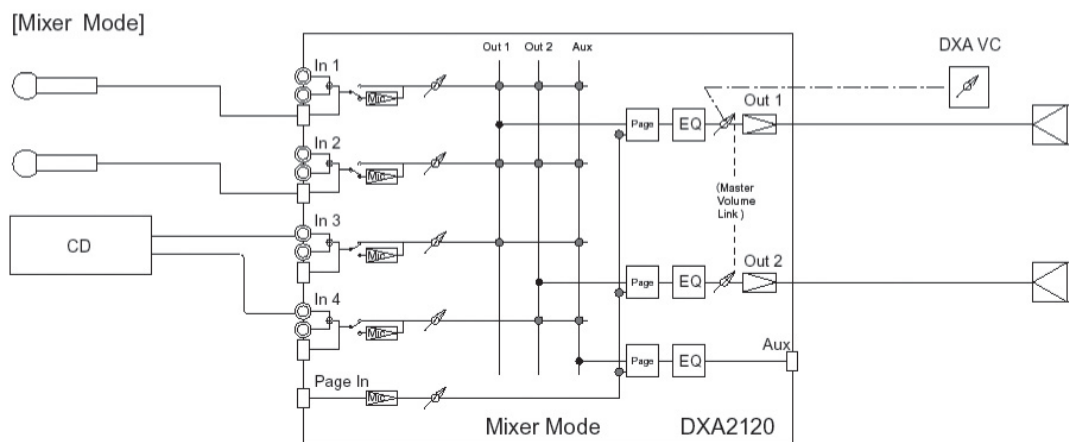 [Mixer Mode]
Out 1 Out 2 Aux
DXA VC
In 1
Mic
Out 1
Page EQ
In 2
Mic
(Master
Volume
Link )
In 3
CD
Mic
Out 2
Page EQ
In 4
Mic
Aux
Page EQ
Page In
Mic
Mixer Mode DXA2120